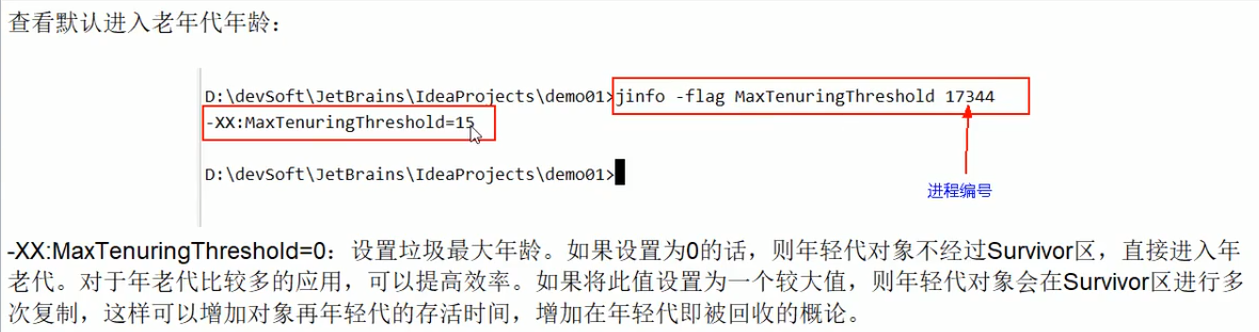 查看默认进入老年代年龄：
D:\devSoft\JetBrains\IdeaProjects\demo01>jinfo -flag MaxTenuringThreshold 17344
-XX:MaxTenuringThreshold=15
D:\devSoft\JetBrains\IdeaProjects\demo01>
进程编号
-XX:MaxTenuringThreshold=0：设置垃圾最大年龄。如果设置为0的话，则年轻代对象不经过Survivor区，直接进入年
老代。对于年老代比较多的应用，可以提高效率。如果将此值设置为一个较大值，则年轻代对象会在Survivor区进行多
次复制，这样可以增加对象再年轻代的存活时间，增加在年轻代即被回收的概论。